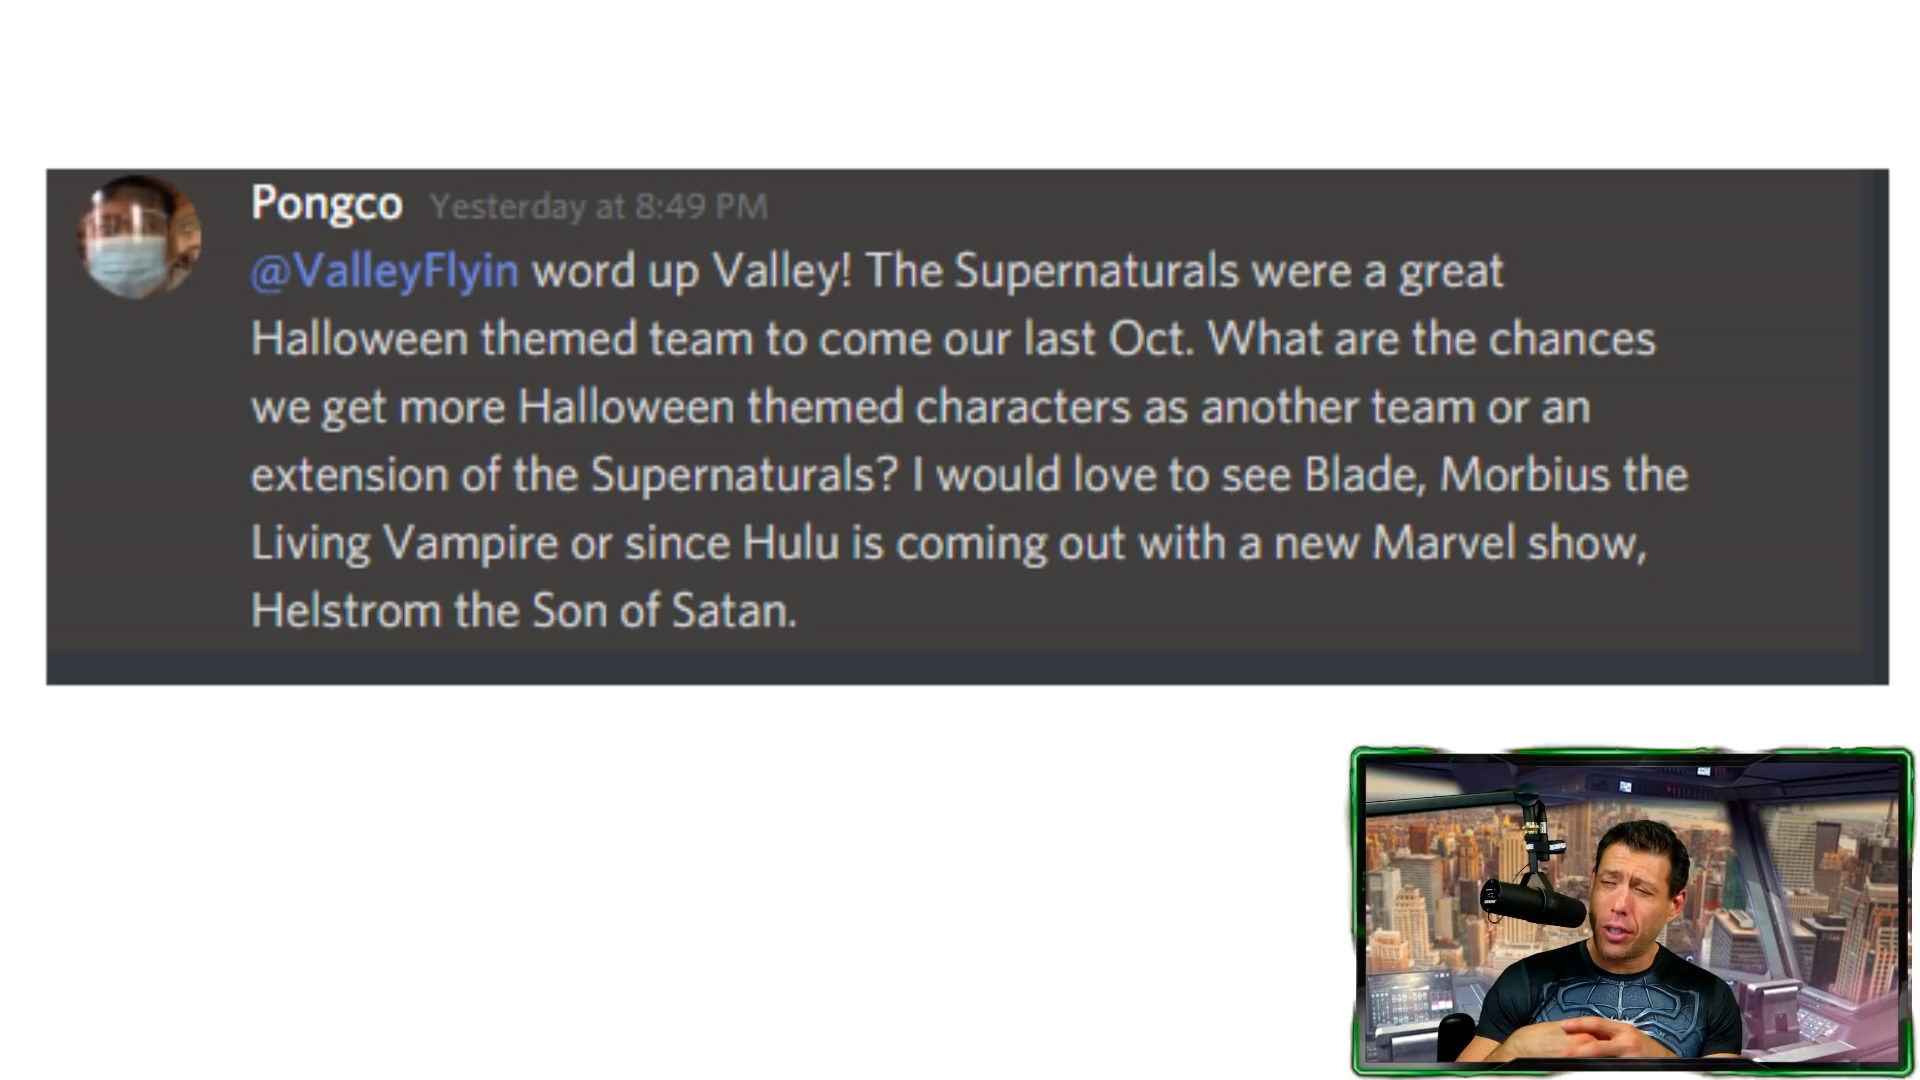 Pongco Yesterday at 8:49 PM
@ValleyFlyin word up Valley! The Supernaturals were a great
Halloween themed team to come our last Oct. What are the chances
we get more Halloween themed characters as another team or an
extension of the Supernaturals? I would love to see Blade, Morbius the
Living Vampire or since Hulu is coming out with a new Marvel show,
Helstrom the Son of Satan.